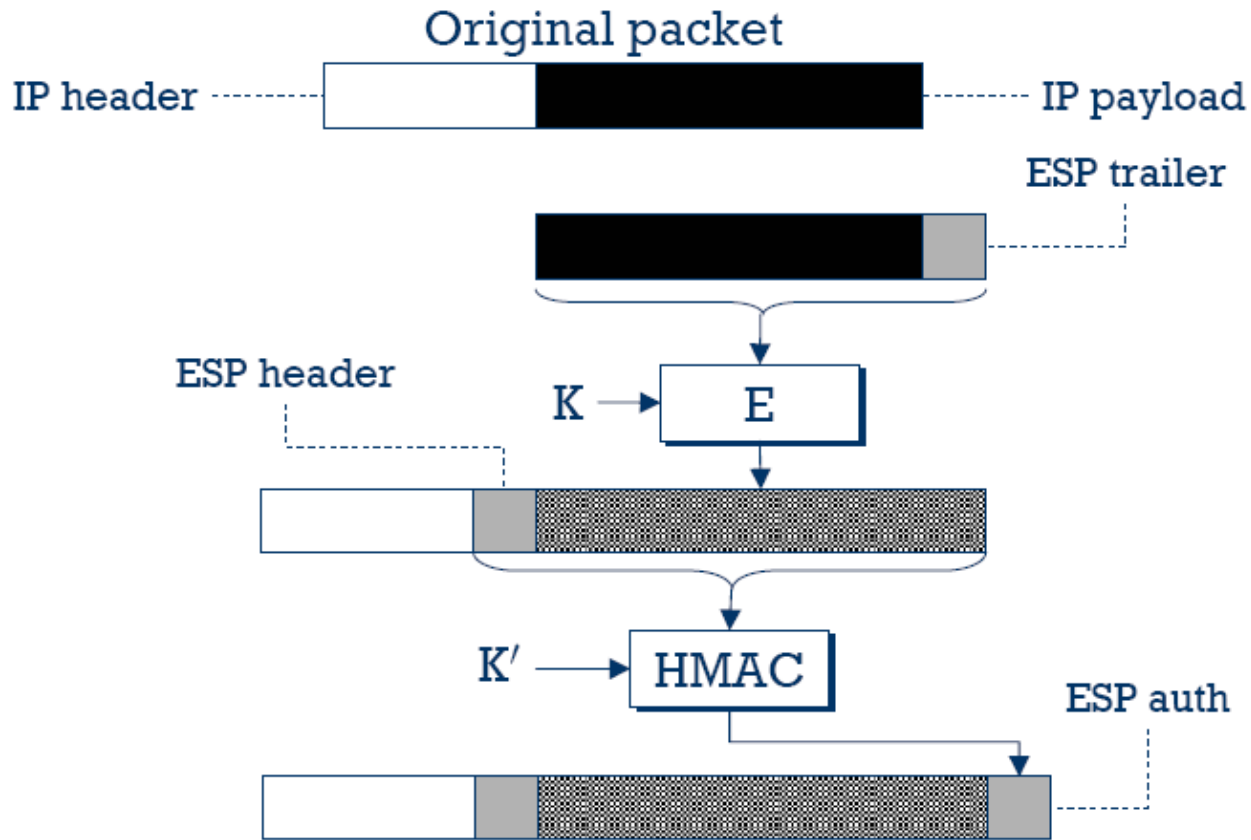 Original packet
IP header
IP payload
ESP trailer
ESP header
K
E
K′
HMAC
ESP auth